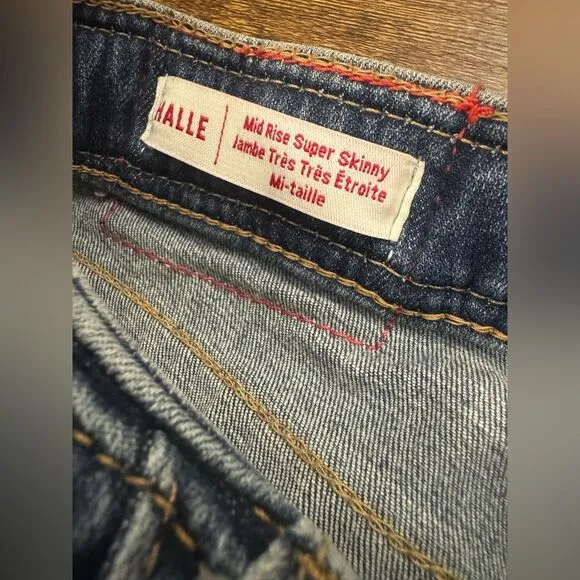 HALLE
Mid Rise Super Skinny
Jambe Très Très Étroite
Mi-taille